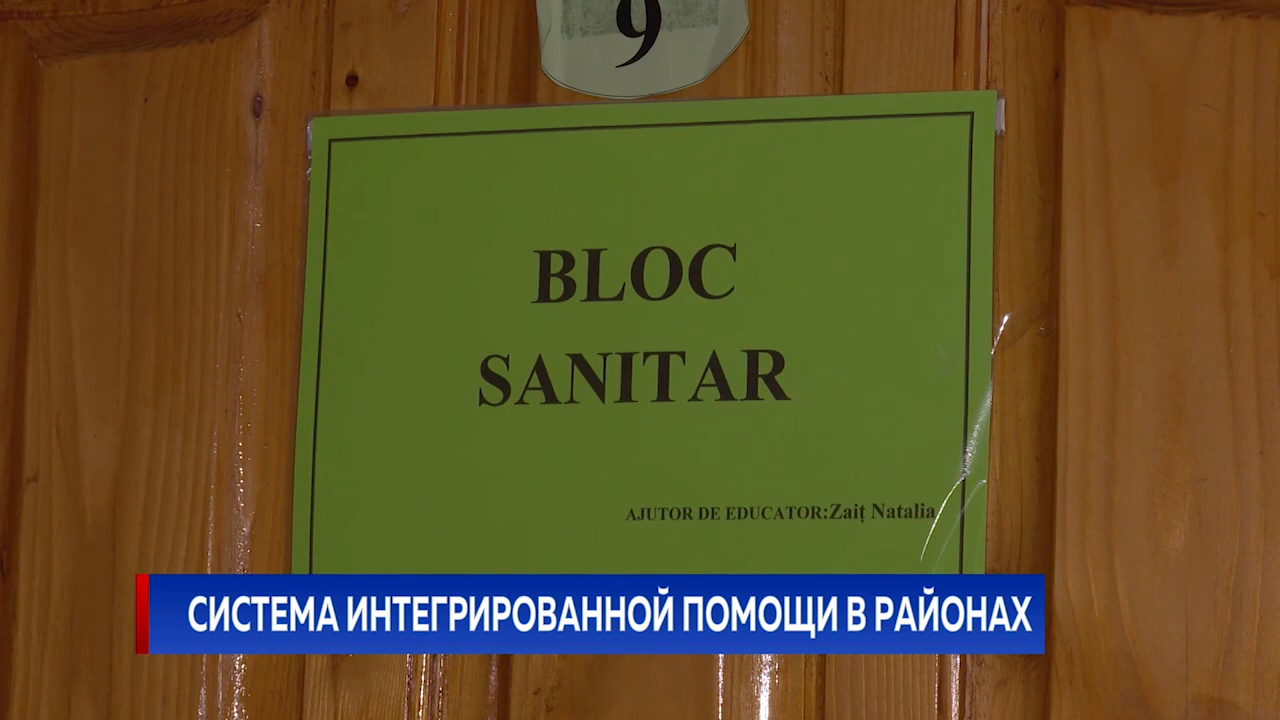 9
BLOC
SANITAR
AJUTOR DE EDUCATOR:Zaiț Natalia
СИСТЕМА ИНТЕГРИРОВАННОЙ ПОМОЩИ В РАЙОНАХ